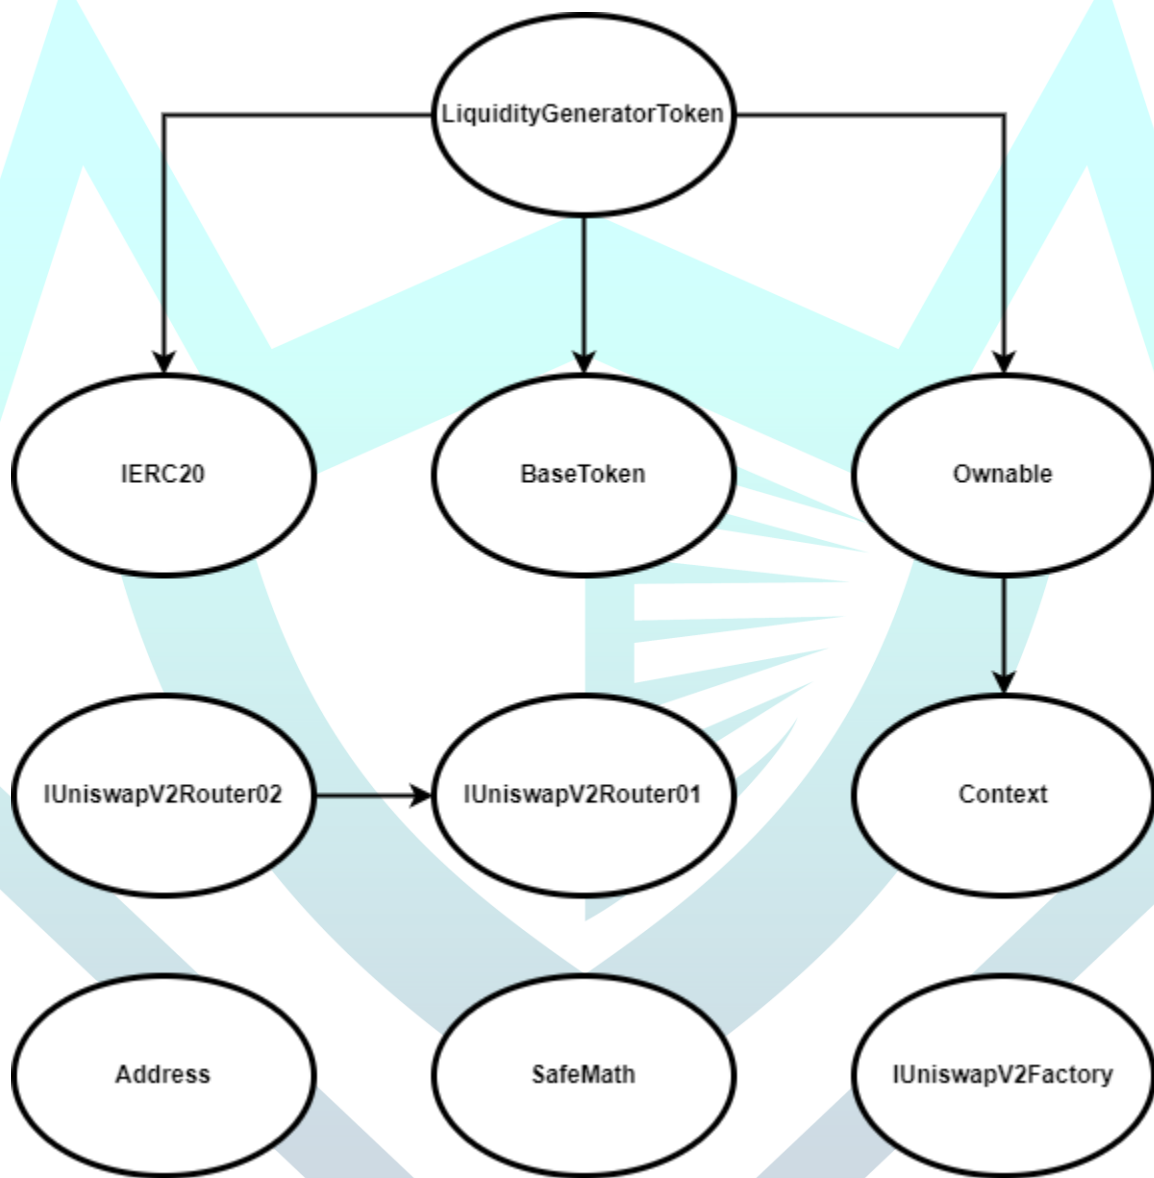 LiquidityGeneratorToken
IERC20
BaseToken
Ownable
IUniswapV2Router02
IUniswapV2Router01
Context
Address
SafeMath
IUniswapV2Factory